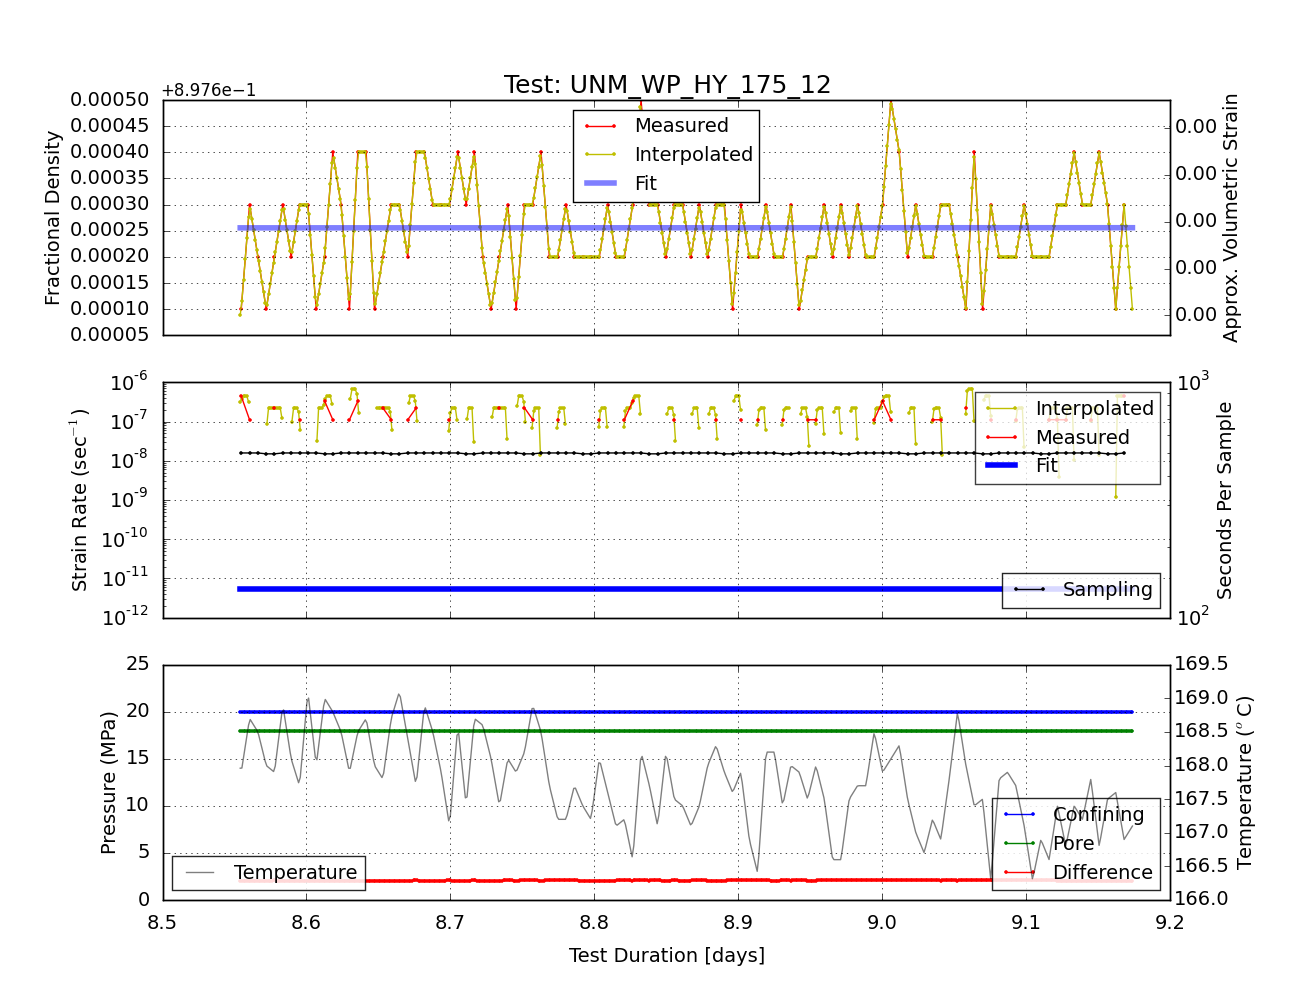 Test: UNM_WP_HY_175_12
+8.976e−1
0.00050
0.00045
0.00040
0.00035
0.00030
0.00025
0.00020
0.00015
0.00010
0.00005
Fractional Density
Measured
Interpolated
Fit
0.00
0.00
0.00
0.00
0.00
Approx. Volumetric Strain
10^-6
10^-7
10^-8
10^-9
10^-10
10^-11
10^-12
Strain Rate (sec^−1)
Interpolated
Measured
Fit
Sampling
10^3
10^2
Seconds Per Sample
25
20
15
10
5
0
Pressure (MPa)
Temperature
Confining
Pore
Difference
169.5
169.0
168.5
168.0
167.5
167.0
166.5
166.0
Temperature (°C)
8.5 8.6 8.7 8.8 8.9 9.0 9.1 9.2
Test Duration [days]